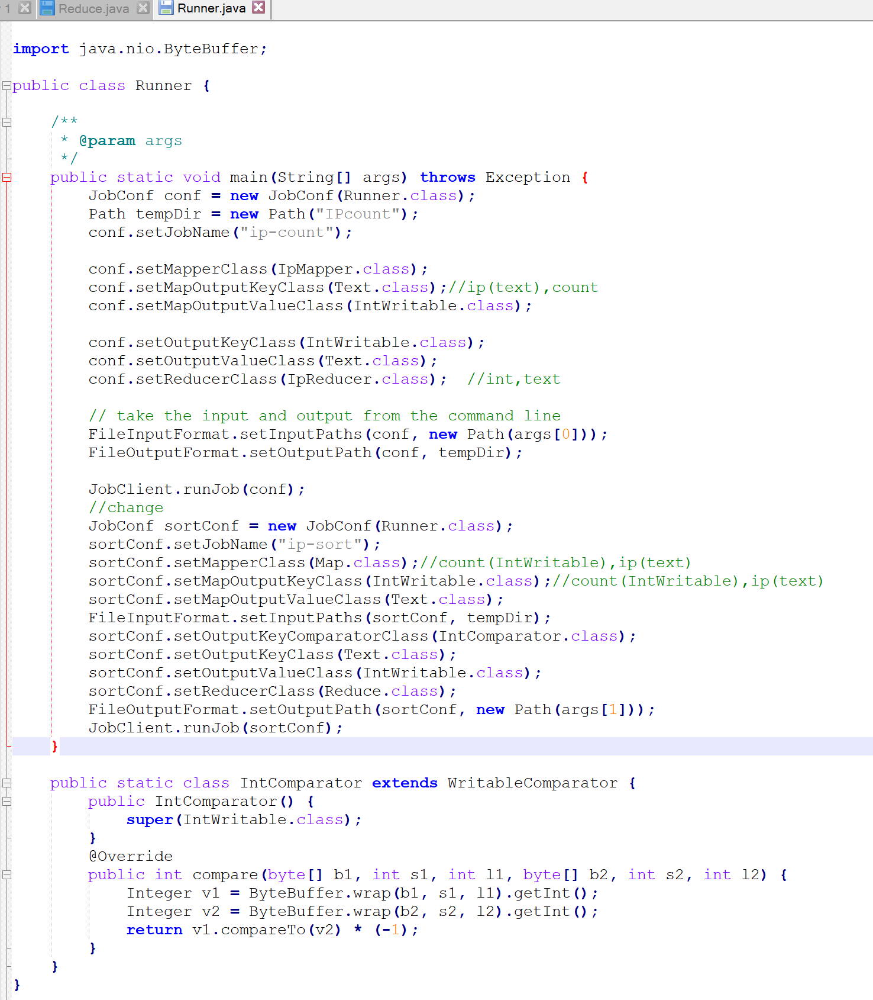 1 Reduce.java Runner.java
import java.nio.ByteBuffer;
public class Runner {
/**
* @param args
*/
public static void main(String[] args) throws Exception {
JobConf conf = new JobConf(Runner.class);
Path tempDir = new Path("IPcount");
conf.setJobName("ip-count");
conf.setMapperClass(IpMapper.class);
conf.setMapOutputKeyClass(Text.class);//ip(text),count
conf.setMapOutputValueClass(IntWritable.class);
conf.setOutputKeyClass(IntWritable.class);
conf.setOutputValueClass(Text.class);
conf.setReducerClass(IpReducer.class);  //int,text
// take the input and output from the command line
FileInputFormat.setInputPaths(conf, new Path(args[0]));
FileOutputFormat.setOutputPath(conf, tempDir);
JobClient.runJob(conf);
//change
JobConf sortConf = new JobConf(Runner.class);
sortConf.setJobName("ip-sort");
sortConf.setMapperClass(Map.class);//count(IntWritable),ip(text)
sortConf.setMapOutputKeyClass(IntWritable.class);//count(IntWritable),ip(text)
sortConf.setMapOutputValueClass(Text.class);
FileInputFormat.setInputPaths(sortConf, tempDir);
sortConf.setOutputKeyComparatorClass(IntComparator.class);
sortConf.setOutputKeyClass(Text.class);
sortConf.setOutputValueClass(IntWritable.class);
sortConf.setReducerClass(Reduce.class);
FileOutputFormat.setOutputPath(sortConf, new Path(args[1]));
JobClient.runJob(sortConf);
}
public static class IntComparator extends WritableComparator {
public IntComparator() {
super(IntWritable.class);
}
@Override
public int compare(byte[] b1, int s1, int l1, byte[] b2, int s2, int l2) {
Integer v1 = ByteBuffer.wrap(b1, s1, l1).getInt();
Integer v2 = ByteBuffer.wrap(b2, s2, l2).getInt();
return v1.compareTo(v2) * (-1);
}
}
}